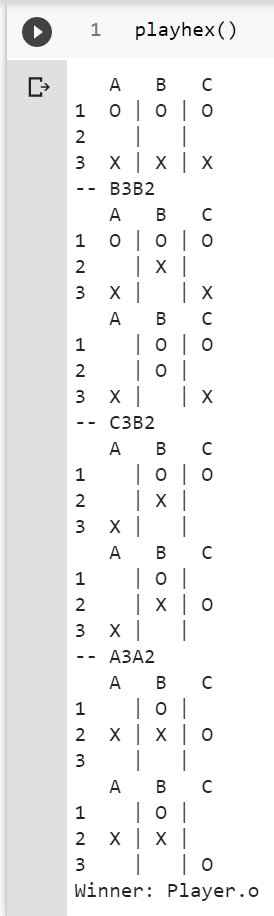 1 playhex()
A B C
1 O | O | O
2 | |
3 X | X | X
-- B3B2
A B C
1 O | O | O
2 | X |
3 X | | X
A B C
1 | O | O
2 | O |
3 X | | X
-- C3B2
A B C
1 | O | O
2 | X |
3 X | |
A B C
1 | O |
2 | X | O
3 X | |
-- A3A2
A B C
1 | O |
2 X | X | O
3 | |
A B C
1 | O |
2 X | X |
3 | | O
Winner: Player.o